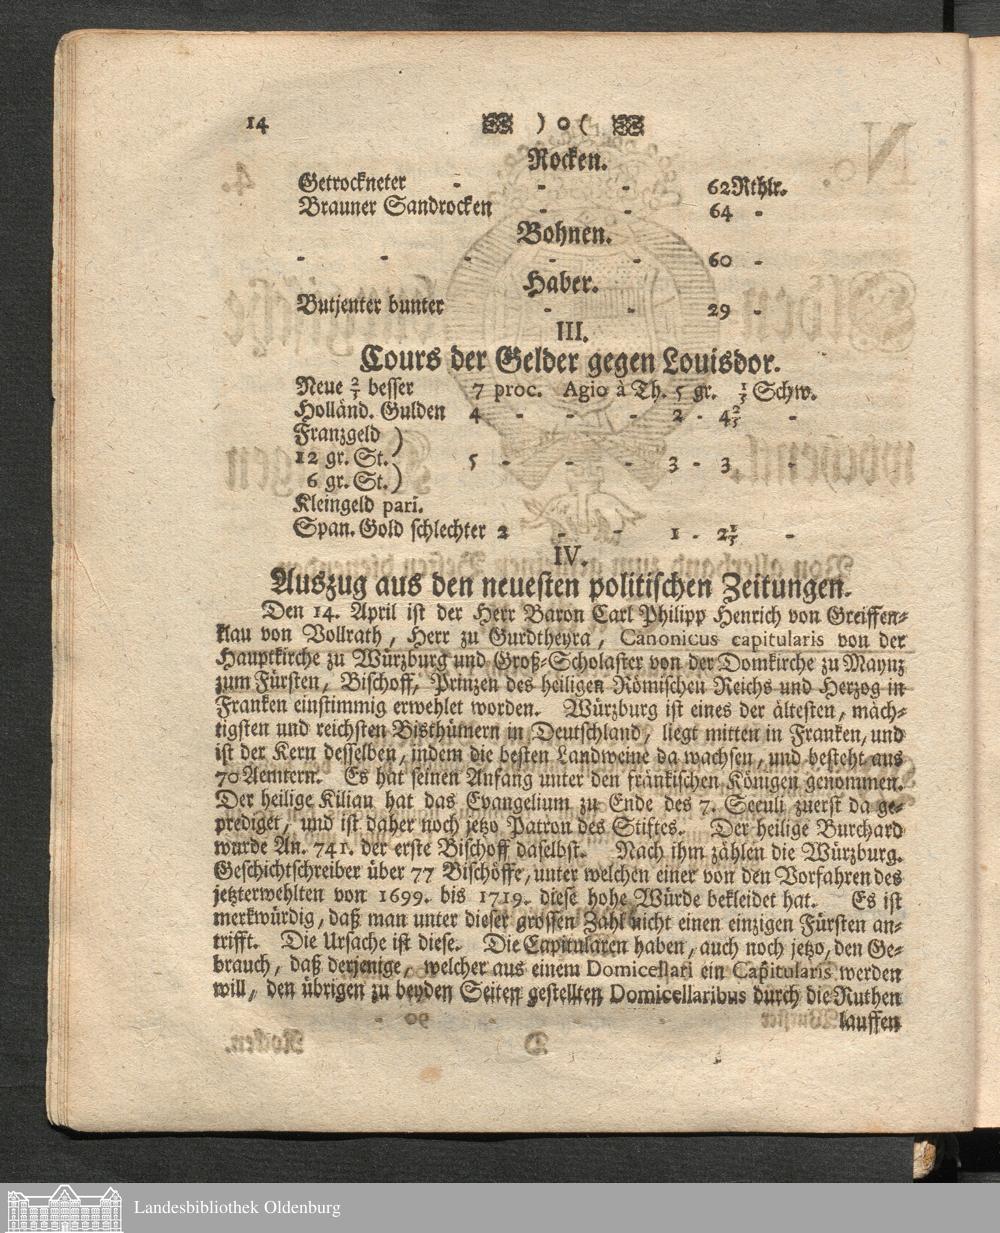 14 ) o (
Rocken.
Getrockneter - - - 62 Rthlr.
Brauner Sandrocken - - 64 -
Bohnen.
- - - - - 60 -
Haber.
Butjenter bunter - - 29 -
III.
Cours der Gelder gegen Louisdor.
Neue 2/3 besser 7 proc. Agio à Th. 5 gr. 1/5 Schw.
Holländ. Gulden 4 - - - 2 - 4 2/5 -
Franzgeld )
12 gr. St. 5 - - - 3 - 3 -
6 gr. St. )
Kleingeld pari.
Span. Gold schlechter 2 - - 1 - 2 1/5 -
IV.
Auszug aus den neuesten politischen Zeitungen.
Den 14. April ist der Herr Baron Carl Philipp Henrich von Greiffen-
klau von Vollrath, Herr zu Gurdtheyra, Canonicus capitularis von der
Hauptkirche zu Würzburg und Groß-Scholaster von der Domkirche zu Maynz
zum Fürsten, Bischoff, Prinzen des heiligen Römischen Reichs und Herzog in
Franken einstimmig erwehlet worden. Würzburg ist eines der ältesten, mäch-
tigsten und reichsten Bisthümern in Deutschland, liegt mitten in Franken, und
ist der Kern desselben, indem die besten Landweine da wachsen, und besteht aus
70 Aemtern. Es hat seinen Anfang unter den fränkischen Königen genommen.
Der heilige Kilian hat das Evangelium zu Ende des 7. Seculi zuerst da ge-
prediget, und ist daher noch jetzo Patron des Stiftes. Der heilige Burchard
wurde An. 741. der erste Bischoff daselbst. Nach ihm zählen die Würzburg.
Geschichtschreiber über 77 Bischöffe, unter welchen einer von den Vorfahren des
jetzterwehlten von 1699. bis 1719. diese hohe Würde bekleidet hat. Es ist
merkwürdig, daß man unter dieser grossen Zahl nicht einen einzigen Fürsten an-
trifft. Die Ursache ist diese. Die Capitularen haben, auch noch jetzo, den Ge-
brauch, daß derjenige, welcher aus einem Domicellari ein Capitularis werden
will, den übrigen zu beyden Seiten gestellten Domicellaribus durch die Ruthen
lauffen
Landesbibliothek Oldenburg